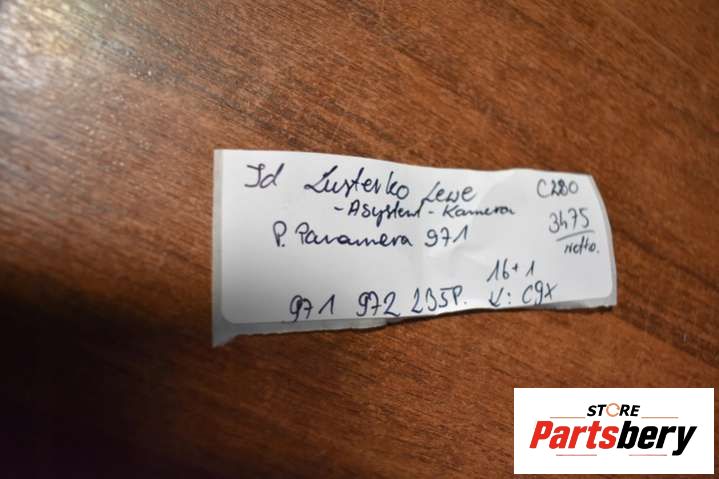 Id Lusterko Lewe C280
-Asystent - Kamera
P. Panamera 971 3475
netto.
16+1
971 972 235P. K: C9X
STORE
Partsbery